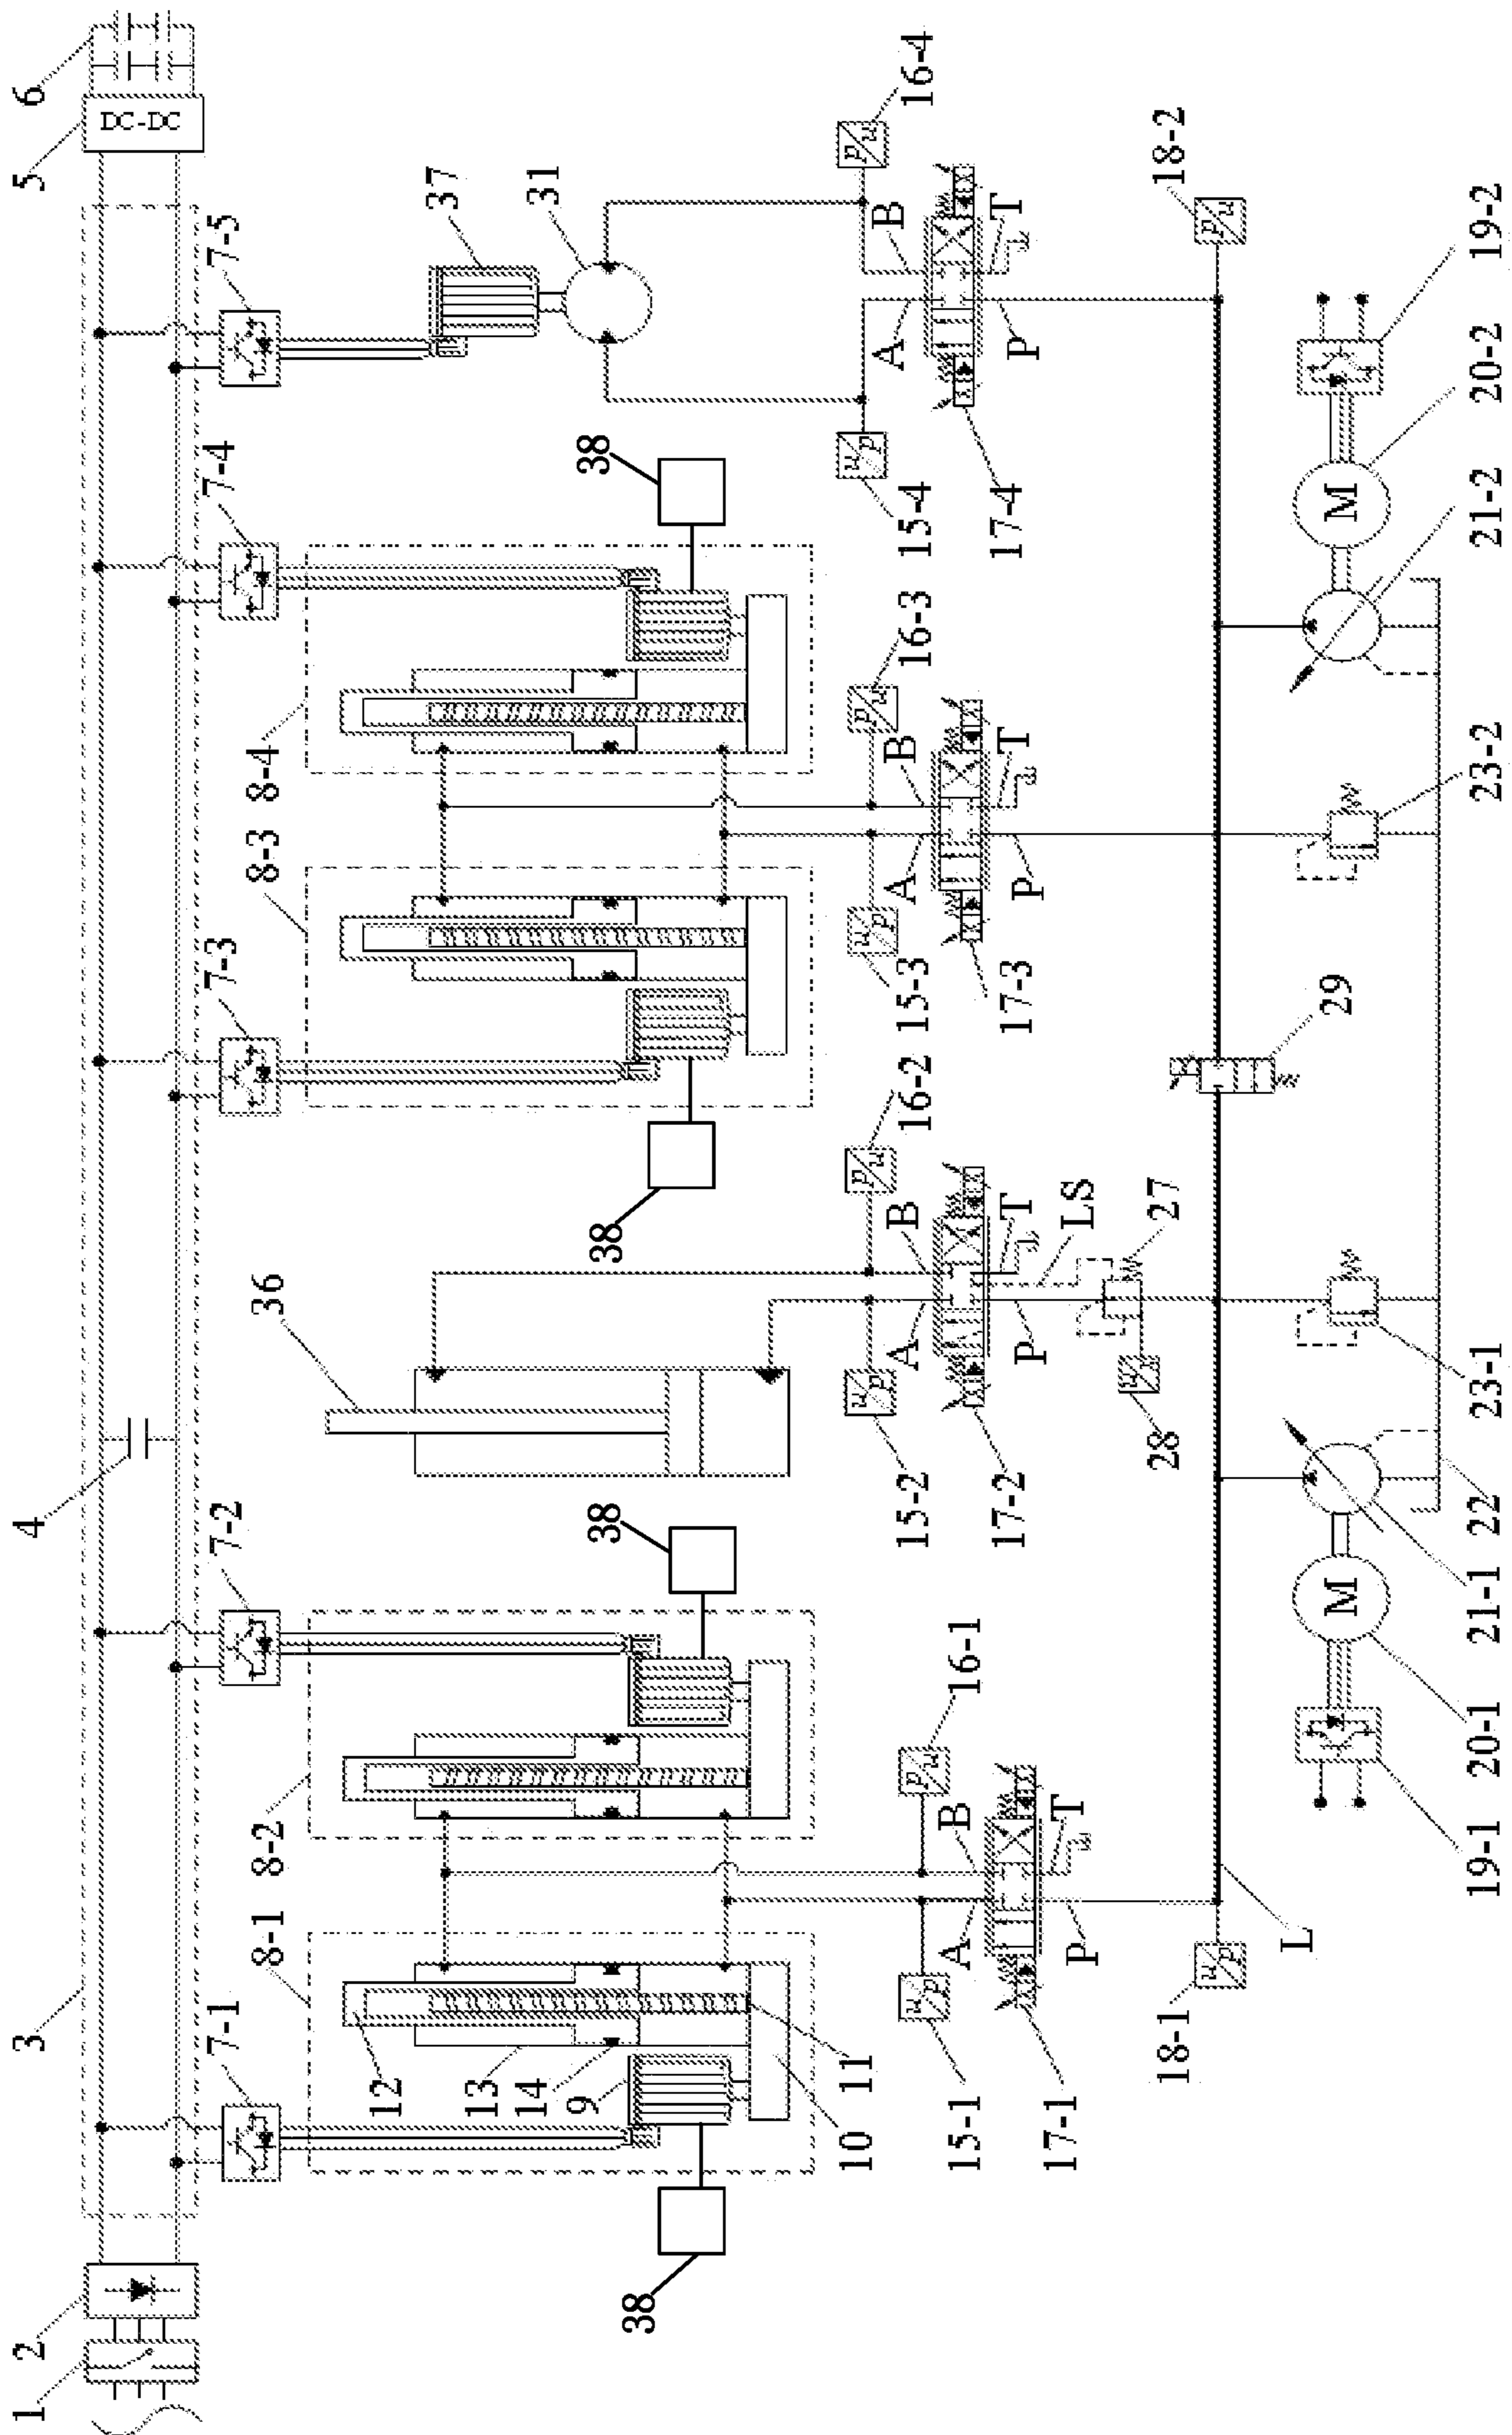 1
2
3
4
5
6
DC-DC
7-1
7-2
7-3
7-4
7-5
8-1
8-2
8-3
8-4
36
37
31
12
13
14
9
10
11
38
38
38
38
15-1
16-1
15-2
16-2
15-3
16-3
15-4
16-4
u p
p u
u p
p u
u p
p u
u p
p u
A
B
A
B
A
B
A
B
17-1
P
T
17-2
P
T
LS
17-3
P
T
17-4
P
T
27
28
u p
29
18-1
u p
18-2
p u
L
M
M
19-1
20-1
21-1
22
23-1
23-2
21-2
20-2
19-2